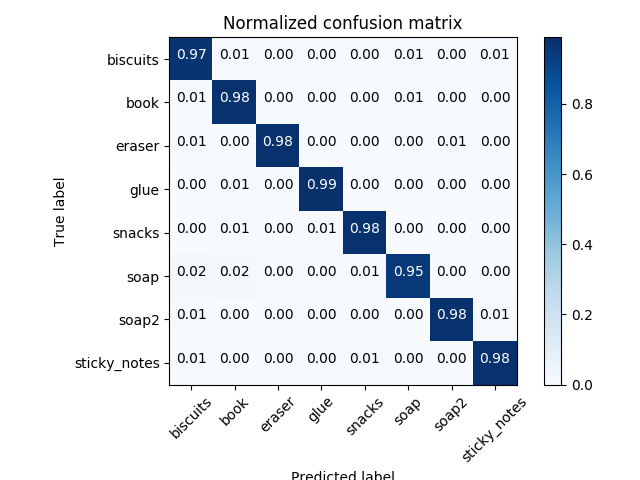 Normalized confusion matrix
True label
biscuits 0.97 0.01 0.00 0.00 0.00 0.01 0.00 0.01
book 0.01 0.98 0.00 0.00 0.00 0.01 0.00 0.00
eraser 0.01 0.00 0.98 0.00 0.00 0.00 0.01 0.00
glue 0.00 0.01 0.00 0.99 0.00 0.00 0.00 0.00
snacks 0.00 0.01 0.00 0.01 0.98 0.00 0.00 0.00
soap 0.02 0.02 0.00 0.00 0.01 0.95 0.00 0.00
soap2 0.01 0.00 0.00 0.00 0.00 0.00 0.98 0.01
sticky_notes 0.01 0.00 0.00 0.00 0.01 0.00 0.00 0.98
biscuits book eraser glue snacks soap soap2 sticky_notes
Predicted label
0.8
0.6
0.4
0.2
0.0